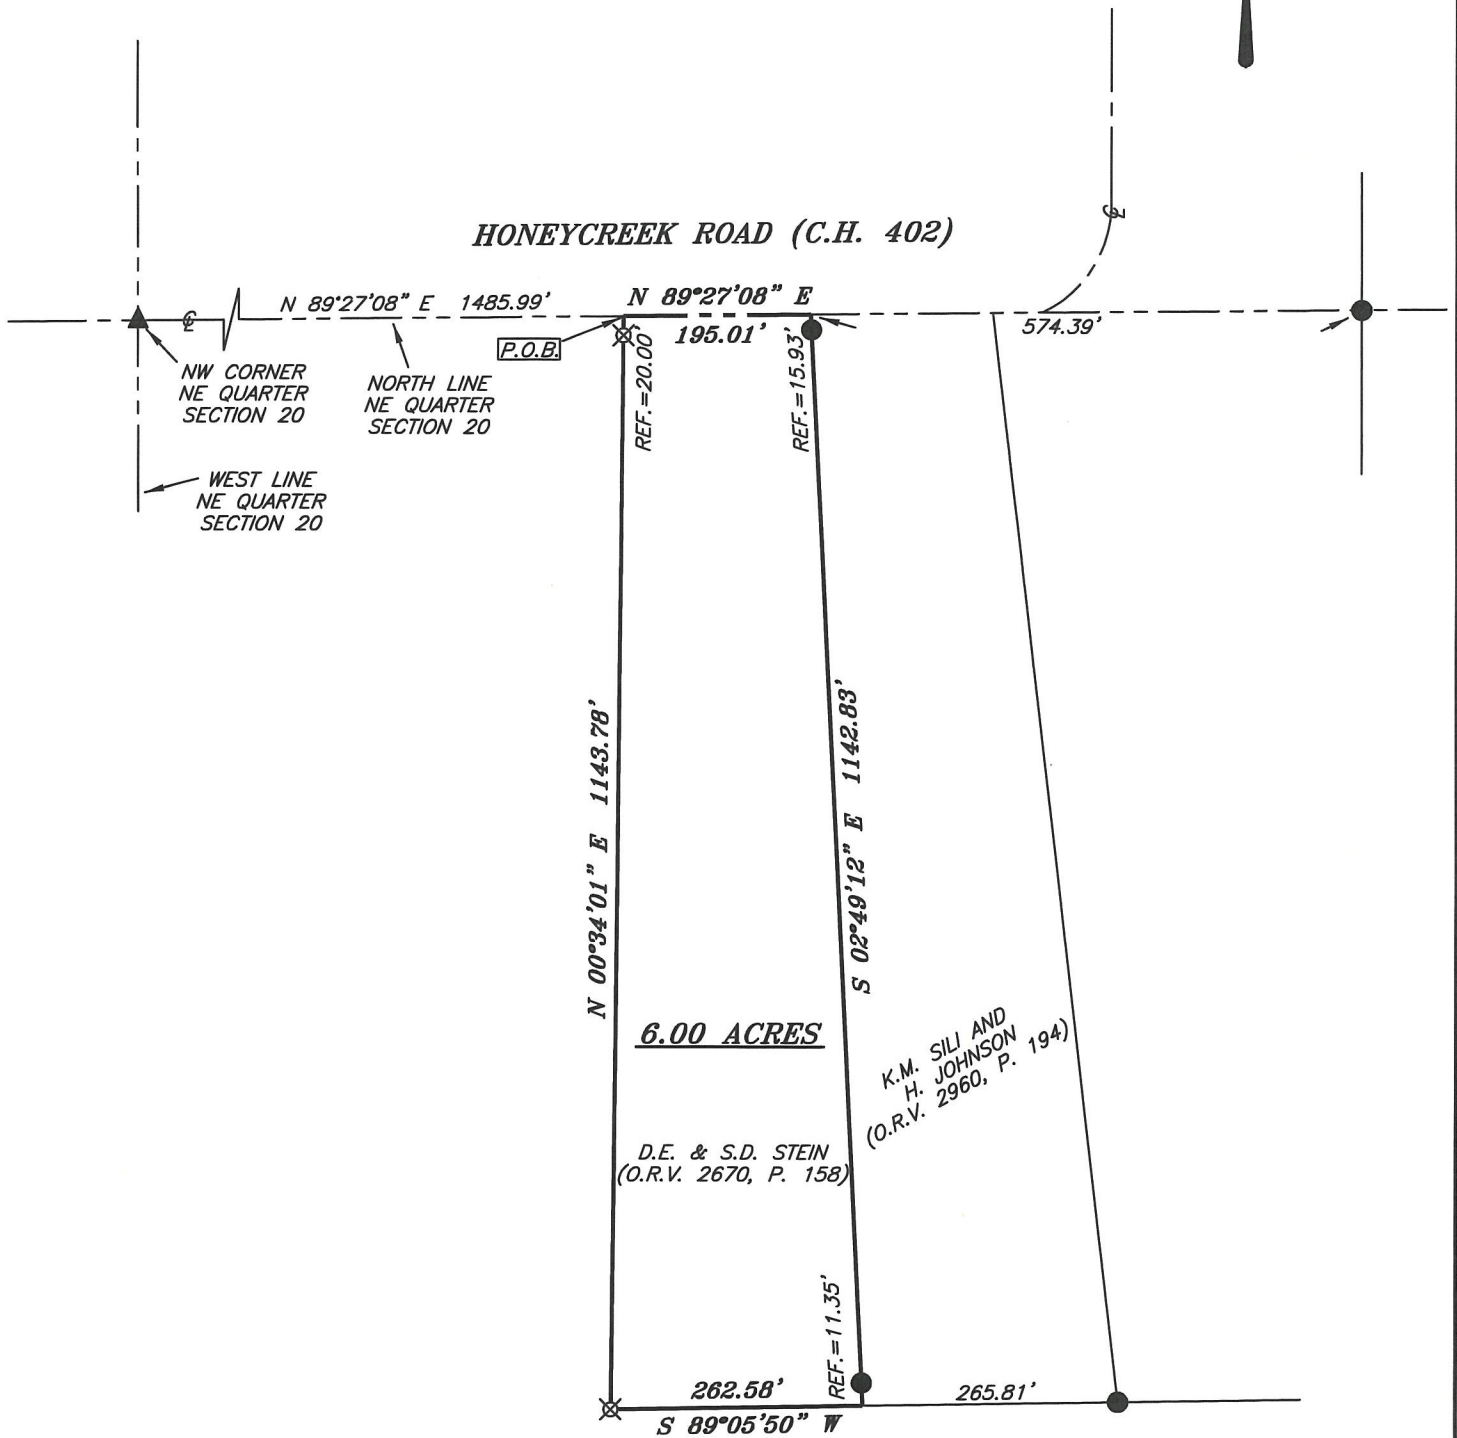 HONEYCREEK ROAD (C.H. 402)
N 89°27'08" E 1485.99'
N 89°27'08" E
195.01'
574.39'
P.O.B.
REF.=20.00'
REF.=15.93'
NW CORNER
NE QUARTER
SECTION 20
NORTH LINE
NE QUARTER
SECTION 20
WEST LINE
NE QUARTER
SECTION 20
N 00°34'01" E 1143.78'
S 02°49'12" E 1142.83'
6.00 ACRES
K.M. SILI AND
H. JOHNSON
(O.R.V. 2960, P. 194)
D.E. & S.D. STEIN
(O.R.V. 2670, P. 158)
REF.=11.35'
262.58'
265.81'
S 89°05'50" W